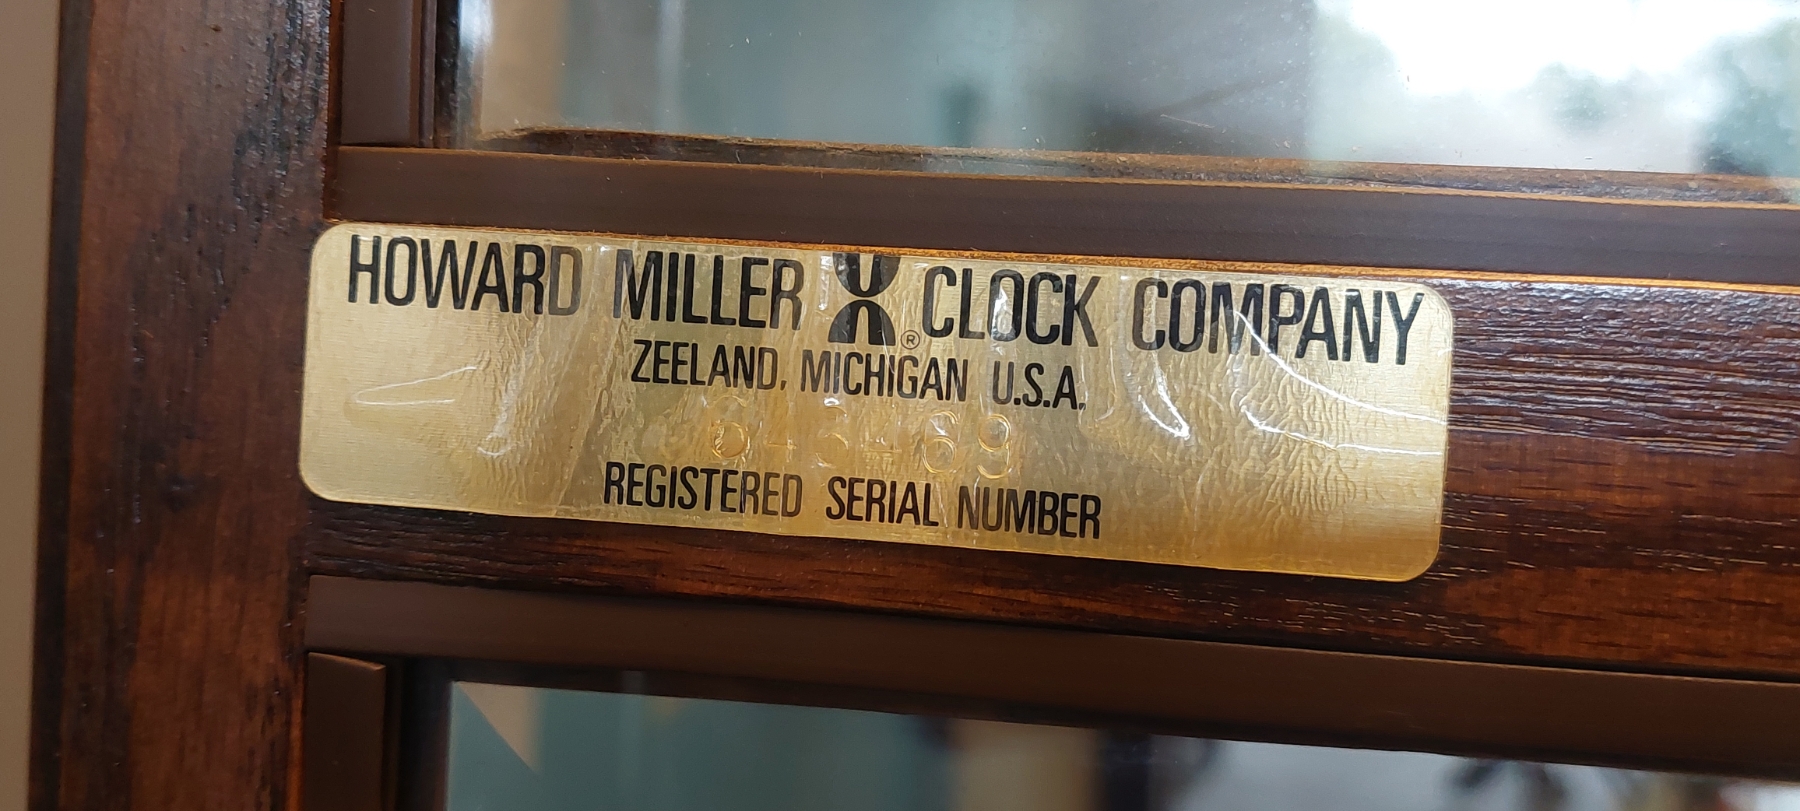 HOWARD MILLER CLOCK COMPANY
ZEELAND, MICHIGAN U.S.A.
REGISTERED SERIAL NUMBER